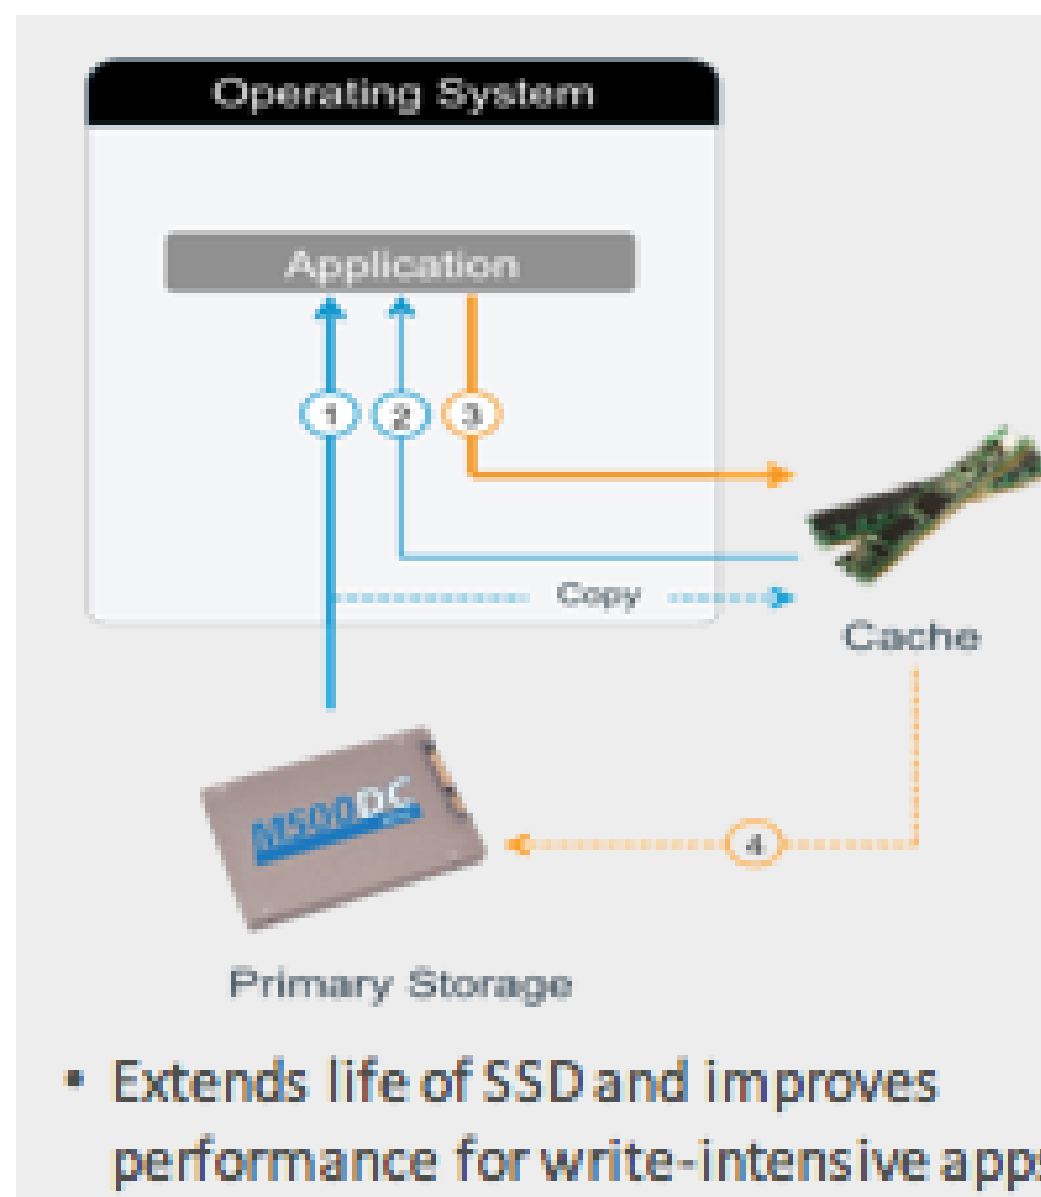 Operating System
Application
1 2 3
Copy
Cache
M500DC
4
Primary Storage
• Extends life of SSD and improves
performance for write-intensive apps